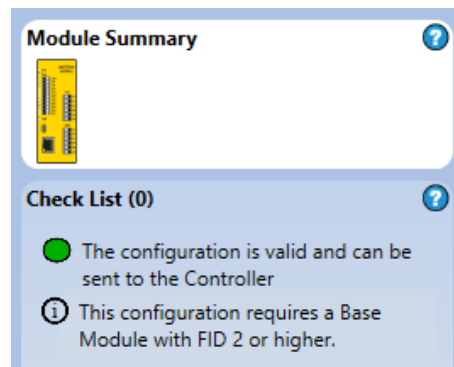 Module Summary
?
Check List (0)
?
The configuration is valid and can be
sent to the Controller
i This configuration requires a Base
Module with FID 2 or higher.